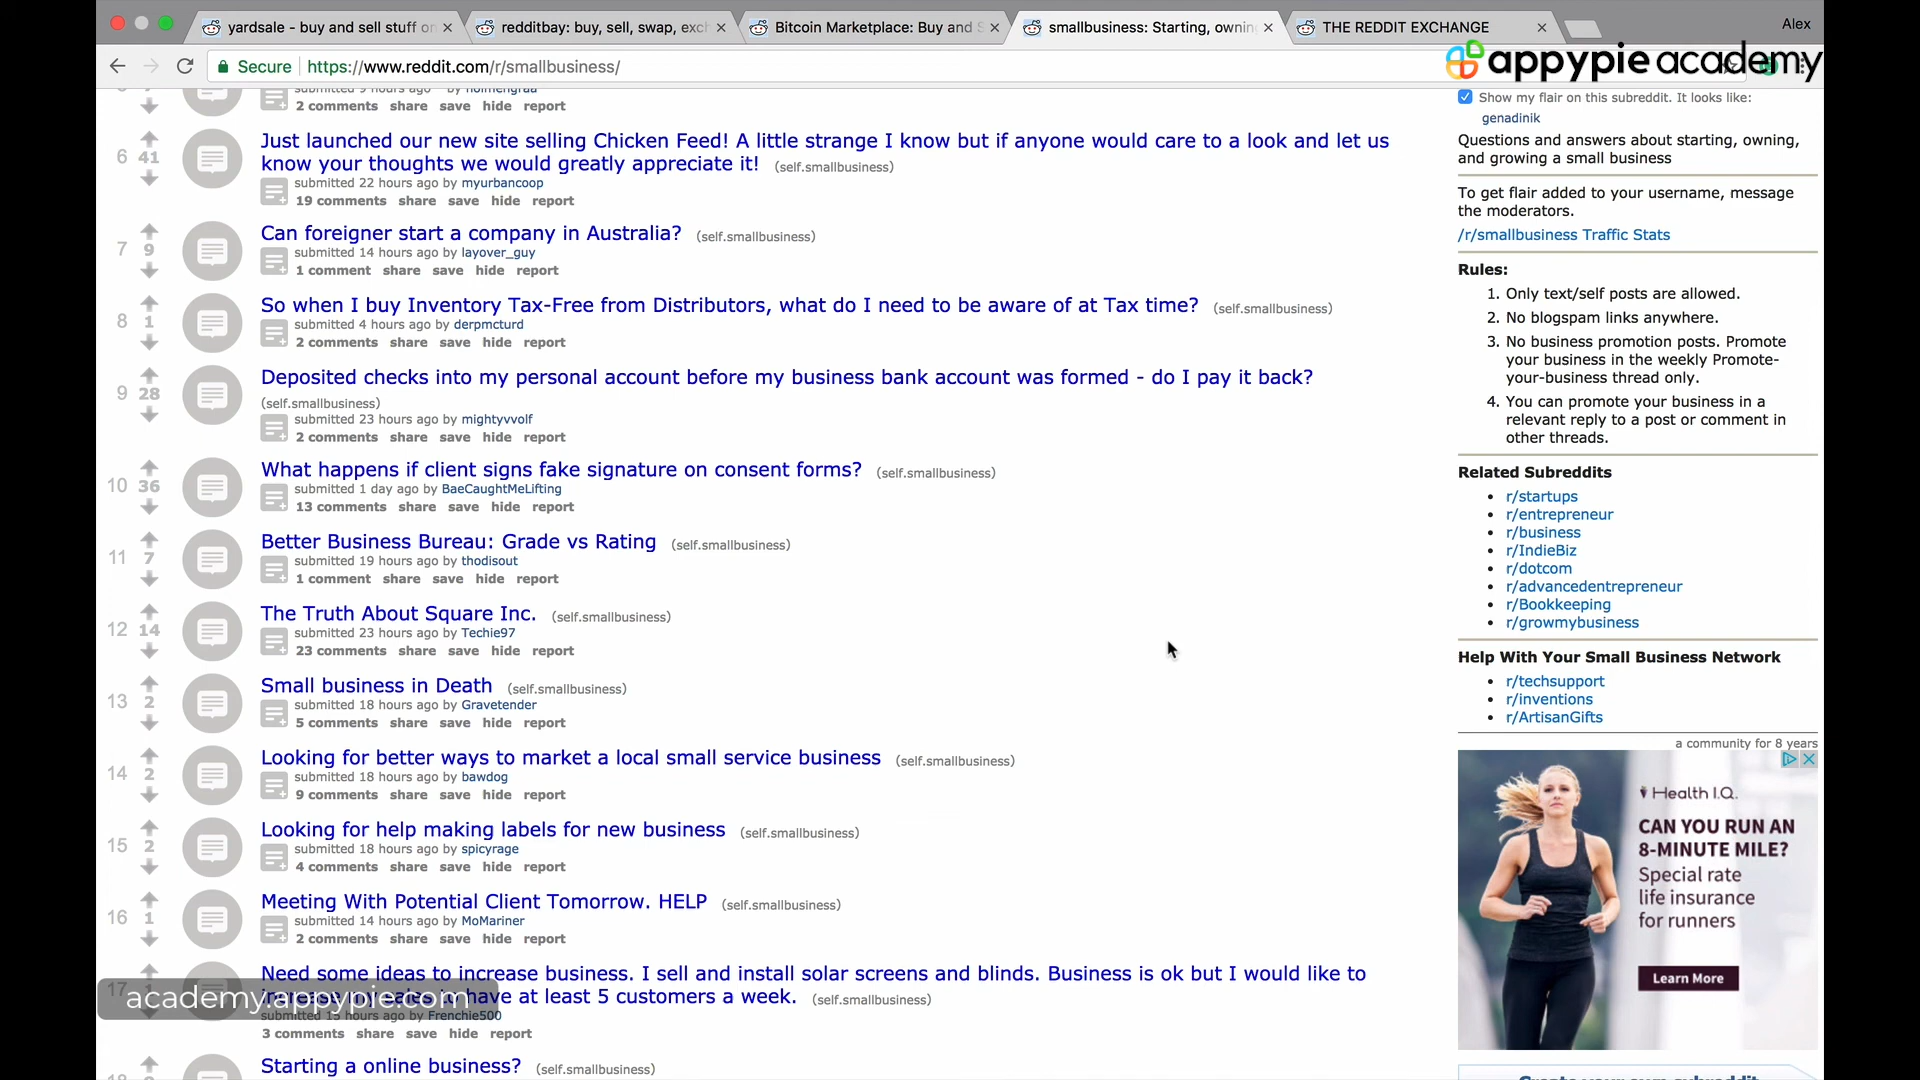 yardsale - buy and sell stuff on
redditbay: buy, sell, swap, exch
Bitcoin Marketplace: Buy and S
smallbusiness: Starting, ownin
THE REDDIT EXCHANGE
Alex
Secure
https://www.reddit.com/r/smallbusiness/
appypie academy
submitted 9 hours ago by
2 comments share save hide report
6 41
Just launched our new site selling Chicken Feed! A little strange I know but if anyone would care to a look and let us
know your thoughts we would greatly appreciate it! (self.smallbusiness)
submitted 22 hours ago by myurbancoop
19 comments share save hide report
7 9
Can foreigner start a company in Australia? (self.smallbusiness)
submitted 14 hours ago by layover_guy
1 comment share save hide report
8 1
So when I buy Inventory Tax-Free from Distributors, what do I need to be aware of at Tax time? (self.smallbusiness)
submitted 4 hours ago by derpmcturd
2 comments share save hide report
9 28
Deposited checks into my personal account before my business bank account was formed - do I pay it back?
(self.smallbusiness)
submitted 23 hours ago by mightyvvolf
2 comments share save hide report
10 36
What happens if client signs fake signature on consent forms? (self.smallbusiness)
submitted 1 day ago by BaeCaughtMeLifting
13 comments share save hide report
11 7
Better Business Bureau: Grade vs Rating (self.smallbusiness)
submitted 19 hours ago by thodisout
1 comment share save hide report
12 14
The Truth About Square Inc. (self.smallbusiness)
submitted 23 hours ago by Techie97
23 comments share save hide report
13 2
Small business in Death (self.smallbusiness)
submitted 18 hours ago by Gravetender
5 comments share save hide report
14 2
Looking for better ways to market a local small service business (self.smallbusiness)
submitted 18 hours ago by bawdog
9 comments share save hide report
15 2
Looking for help making labels for new business (self.smallbusiness)
submitted 18 hours ago by spicyrage
4 comments share save hide report
16 1
Meeting With Potential Client Tomorrow. HELP (self.smallbusiness)
submitted 14 hours ago by MoMariner
2 comments share save hide report
17
Need some ideas to increase business. I sell and install solar screens and blinds. Business is ok but I would like to
increase my sales to have at least 5 customers a week. (self.smallbusiness)
submitted 15 hours ago by Frenchie500
3 comments share save hide report
academy.appypie.com
Starting a online business? (self.smallbusiness)
Show my flair on this subreddit. It looks like:
genadinik
Questions and answers about starting, owning,
and growing a small business
To get flair added to your username, message
the moderators.
/r/smallbusiness Traffic Stats
Rules:
1. Only text/self posts are allowed.
2. No blogspam links anywhere.
3. No business promotion posts. Promote
your business in the weekly Promote-
your-business thread only.
4. You can promote your business in a
relevant reply to a post or comment in
other threads.
Related Subreddits
r/startups
r/entrepreneur
r/business
r/IndieBiz
r/dotcom
r/advancedentrepreneur
r/Bookkeeping
r/growmybusiness
Help With Your Small Business Network
r/techsupport
r/inventions
r/ArtisanGifts
a community for 8 years
Health I.Q.
CAN YOU RUN AN
8-MINUTE MILE?
Special rate
life insurance
for runners
Learn More